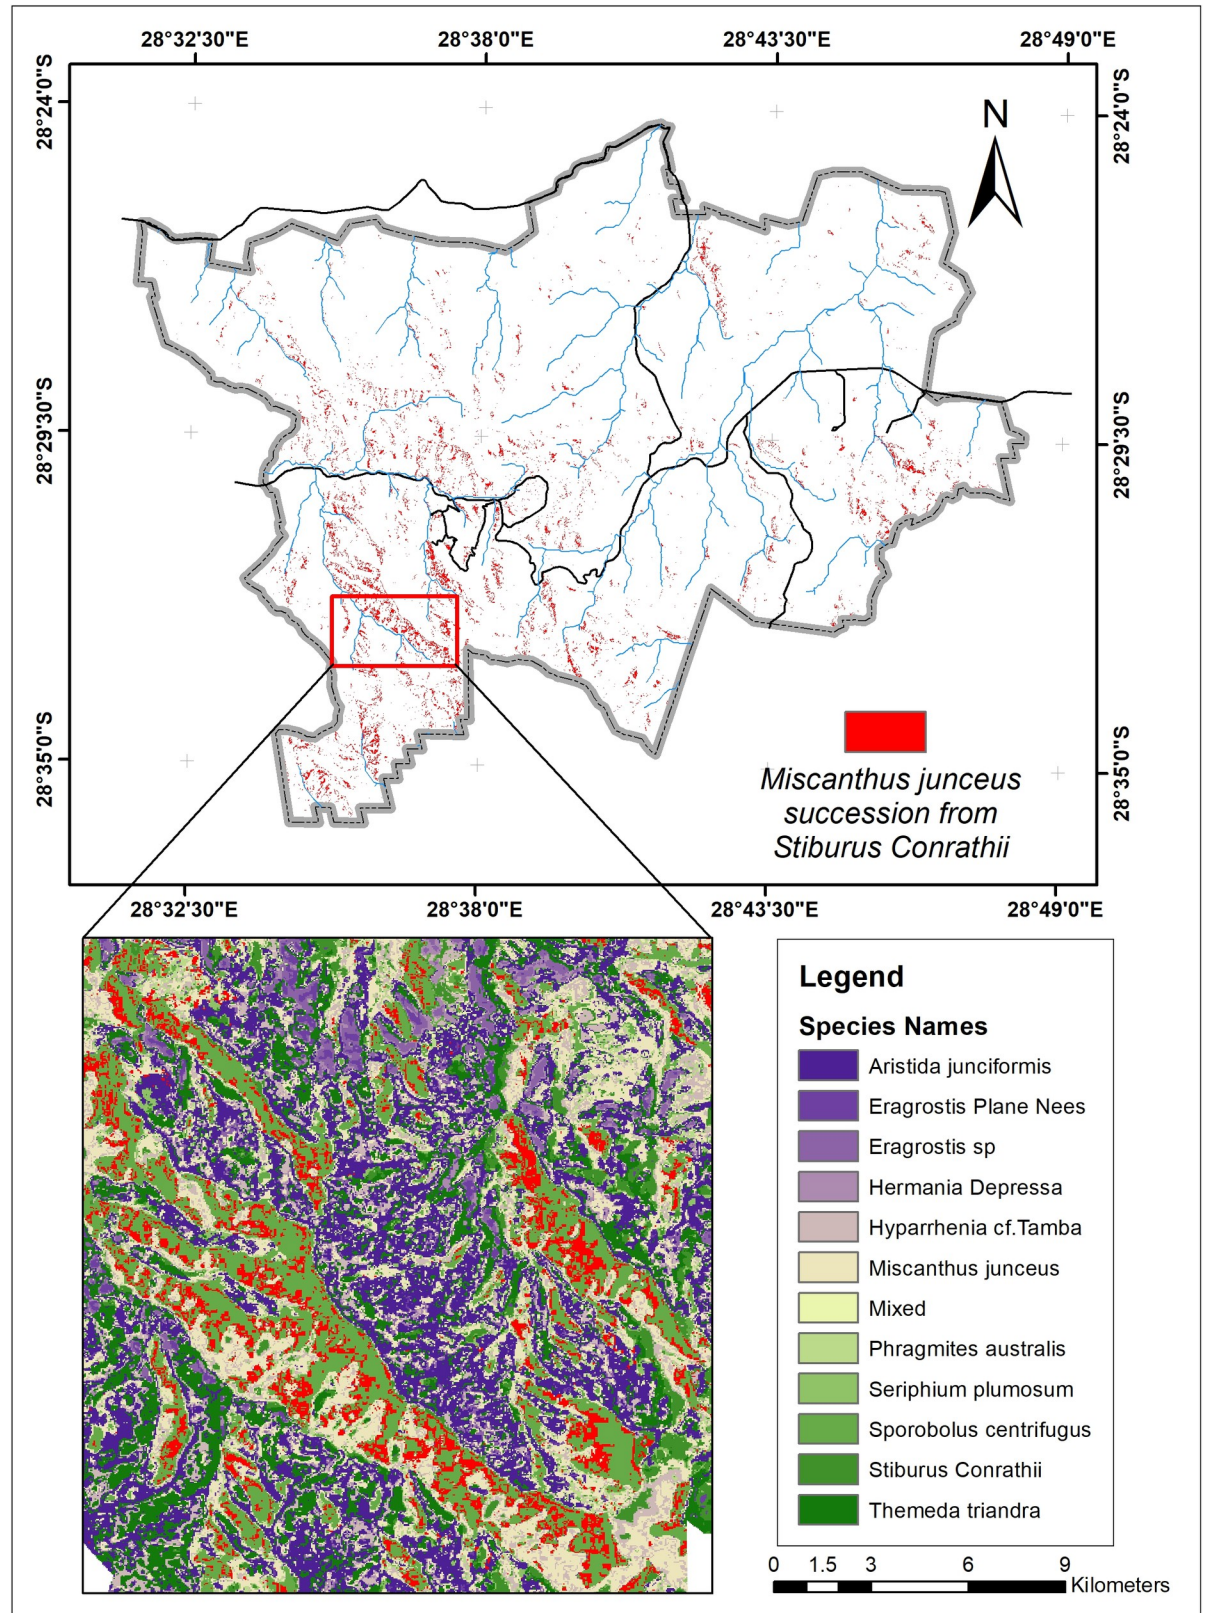 28°32'30"E 28°38'0"E 28°43'30"E 28°49'0"E
28°24'0"S
28°24'0"S
N
28°29'30"S
28°29'30"S
28°35'0"S
28°35'0"S
Miscanthus junceus
succession from
Stiburus Conrathii
28°32'30"E 28°38'0"E 28°43'30"E 28°49'0"E
Legend
Species Names
Aristida junciformis
Eragrostis Plane Nees
Eragrostis sp
Hermania Depressa
Hyparrhenia cf.Tamba
Miscanthus junceus
Mixed
Phragmites australis
Seriphium plumosum
Sporobolus centrifugus
Stiburus Conrathii
Themeda triandra
0 1.5 3 6 9
Kilometers